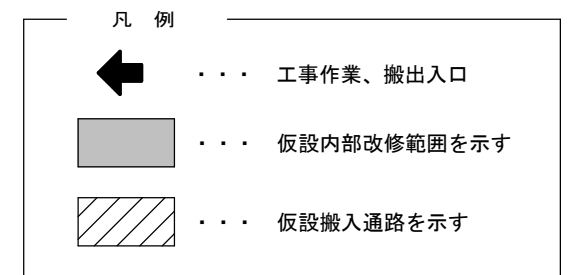 凡 例
・・・ 工事作業、搬出入口
・・・ 仮設内部改修範囲を示す
・・・ 仮設搬入通路を示す